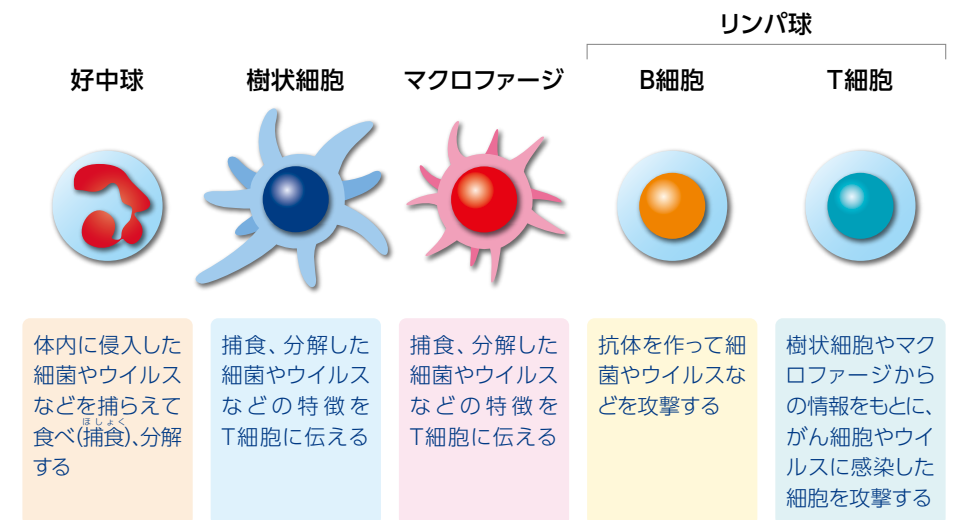 リンパ球
好中球
樹状細胞
マクロファージ
B細胞
T細胞
体内に侵入した
細菌やウイルス
などを捕らえて
食べ(捕食)、分解
ほしょく
する
捕食、分解した
細菌やウイルス
などの特徴を
T細胞に伝える
捕食、分解した
細菌やウイルス
などの特徴を
T細胞に伝える
抗体を作って細
菌やウイルスな
どを攻撃する
樹状細胞やマク
ロファージから
の情報をもとに、
がん細胞やウイ
ルスに感染した
細胞を攻撃する